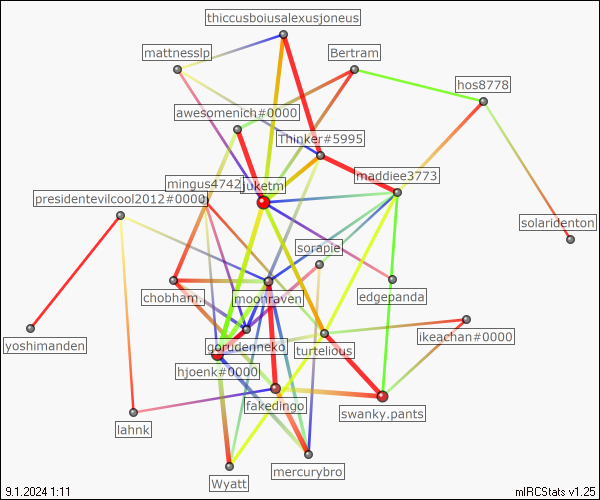 thiccusboiusalexusjoneus
mattnesslp
Bertram
hos8778
awesomenich#0000
Thinker#5995
maddiee3773
mingus4742
juketm
presidentevilcool2012#0000
solaridenton
sorapie
chobham.
moonraven
edgepanda
yoshimanden
gorudenneko
turtelious
ikeachan#0000
hjoenk#0000
fakedingo
swanky.pants
lahnk
Wyatt
mercurybro
9.1.2024 1:11
mIRCStats v1.25